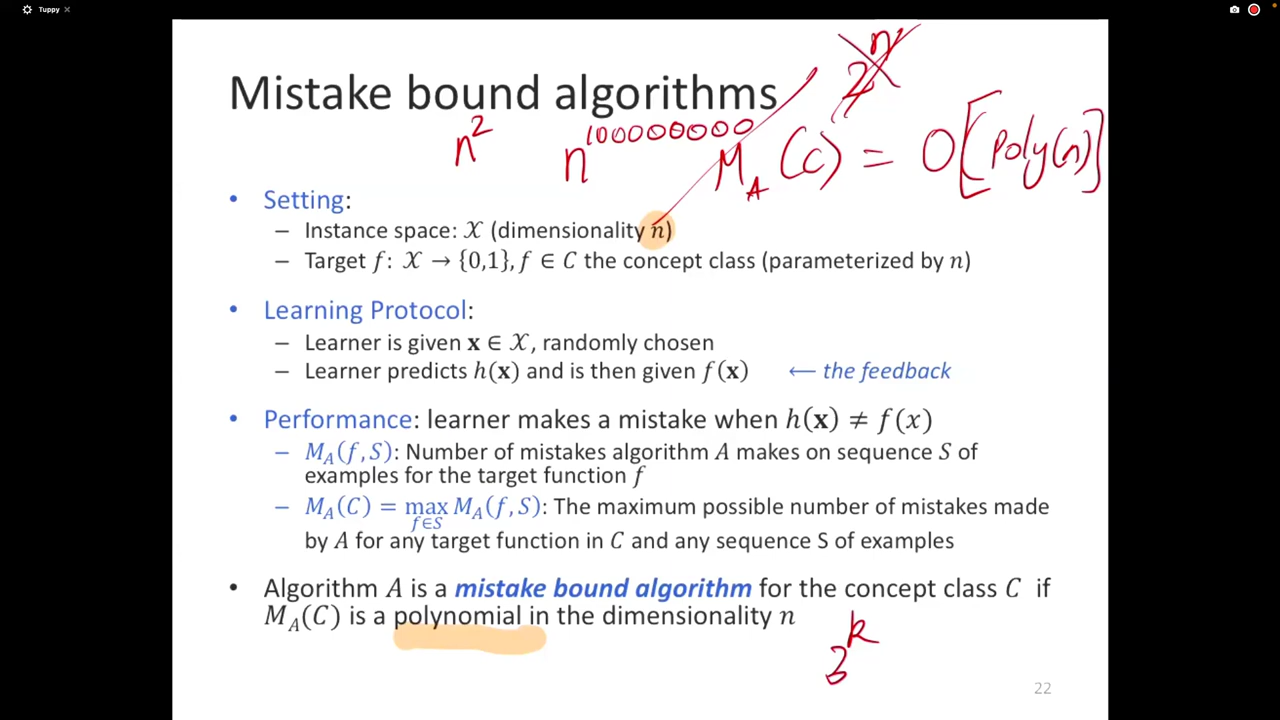 Tuppy
2^n
Mistake bound algorithms
n^2 n^100000000 M_A(C) = O[Poly(n)]
• Setting:
– Instance space: 𝒳 (dimensionality n)
– Target f: 𝒳 → {0,1}, f ∈ C the concept class (parameterized by n)
• Learning Protocol:
– Learner is given x ∈ 𝒳, randomly chosen
– Learner predicts h(x) and is then given f(x) ⟵ the feedback
• Performance: learner makes a mistake when h(x) ≠ f(x)
– M_A(f, S): Number of mistakes algorithm A makes on sequence S of
examples for the target function f
– M_A(C) = max_{f∈S} M_A(f, S): The maximum possible number of mistakes made
by A for any target function in C and any sequence S of examples
• Algorithm A is a mistake bound algorithm for the concept class C if
M_A(C) is a polynomial in the dimensionality n
3^k
22